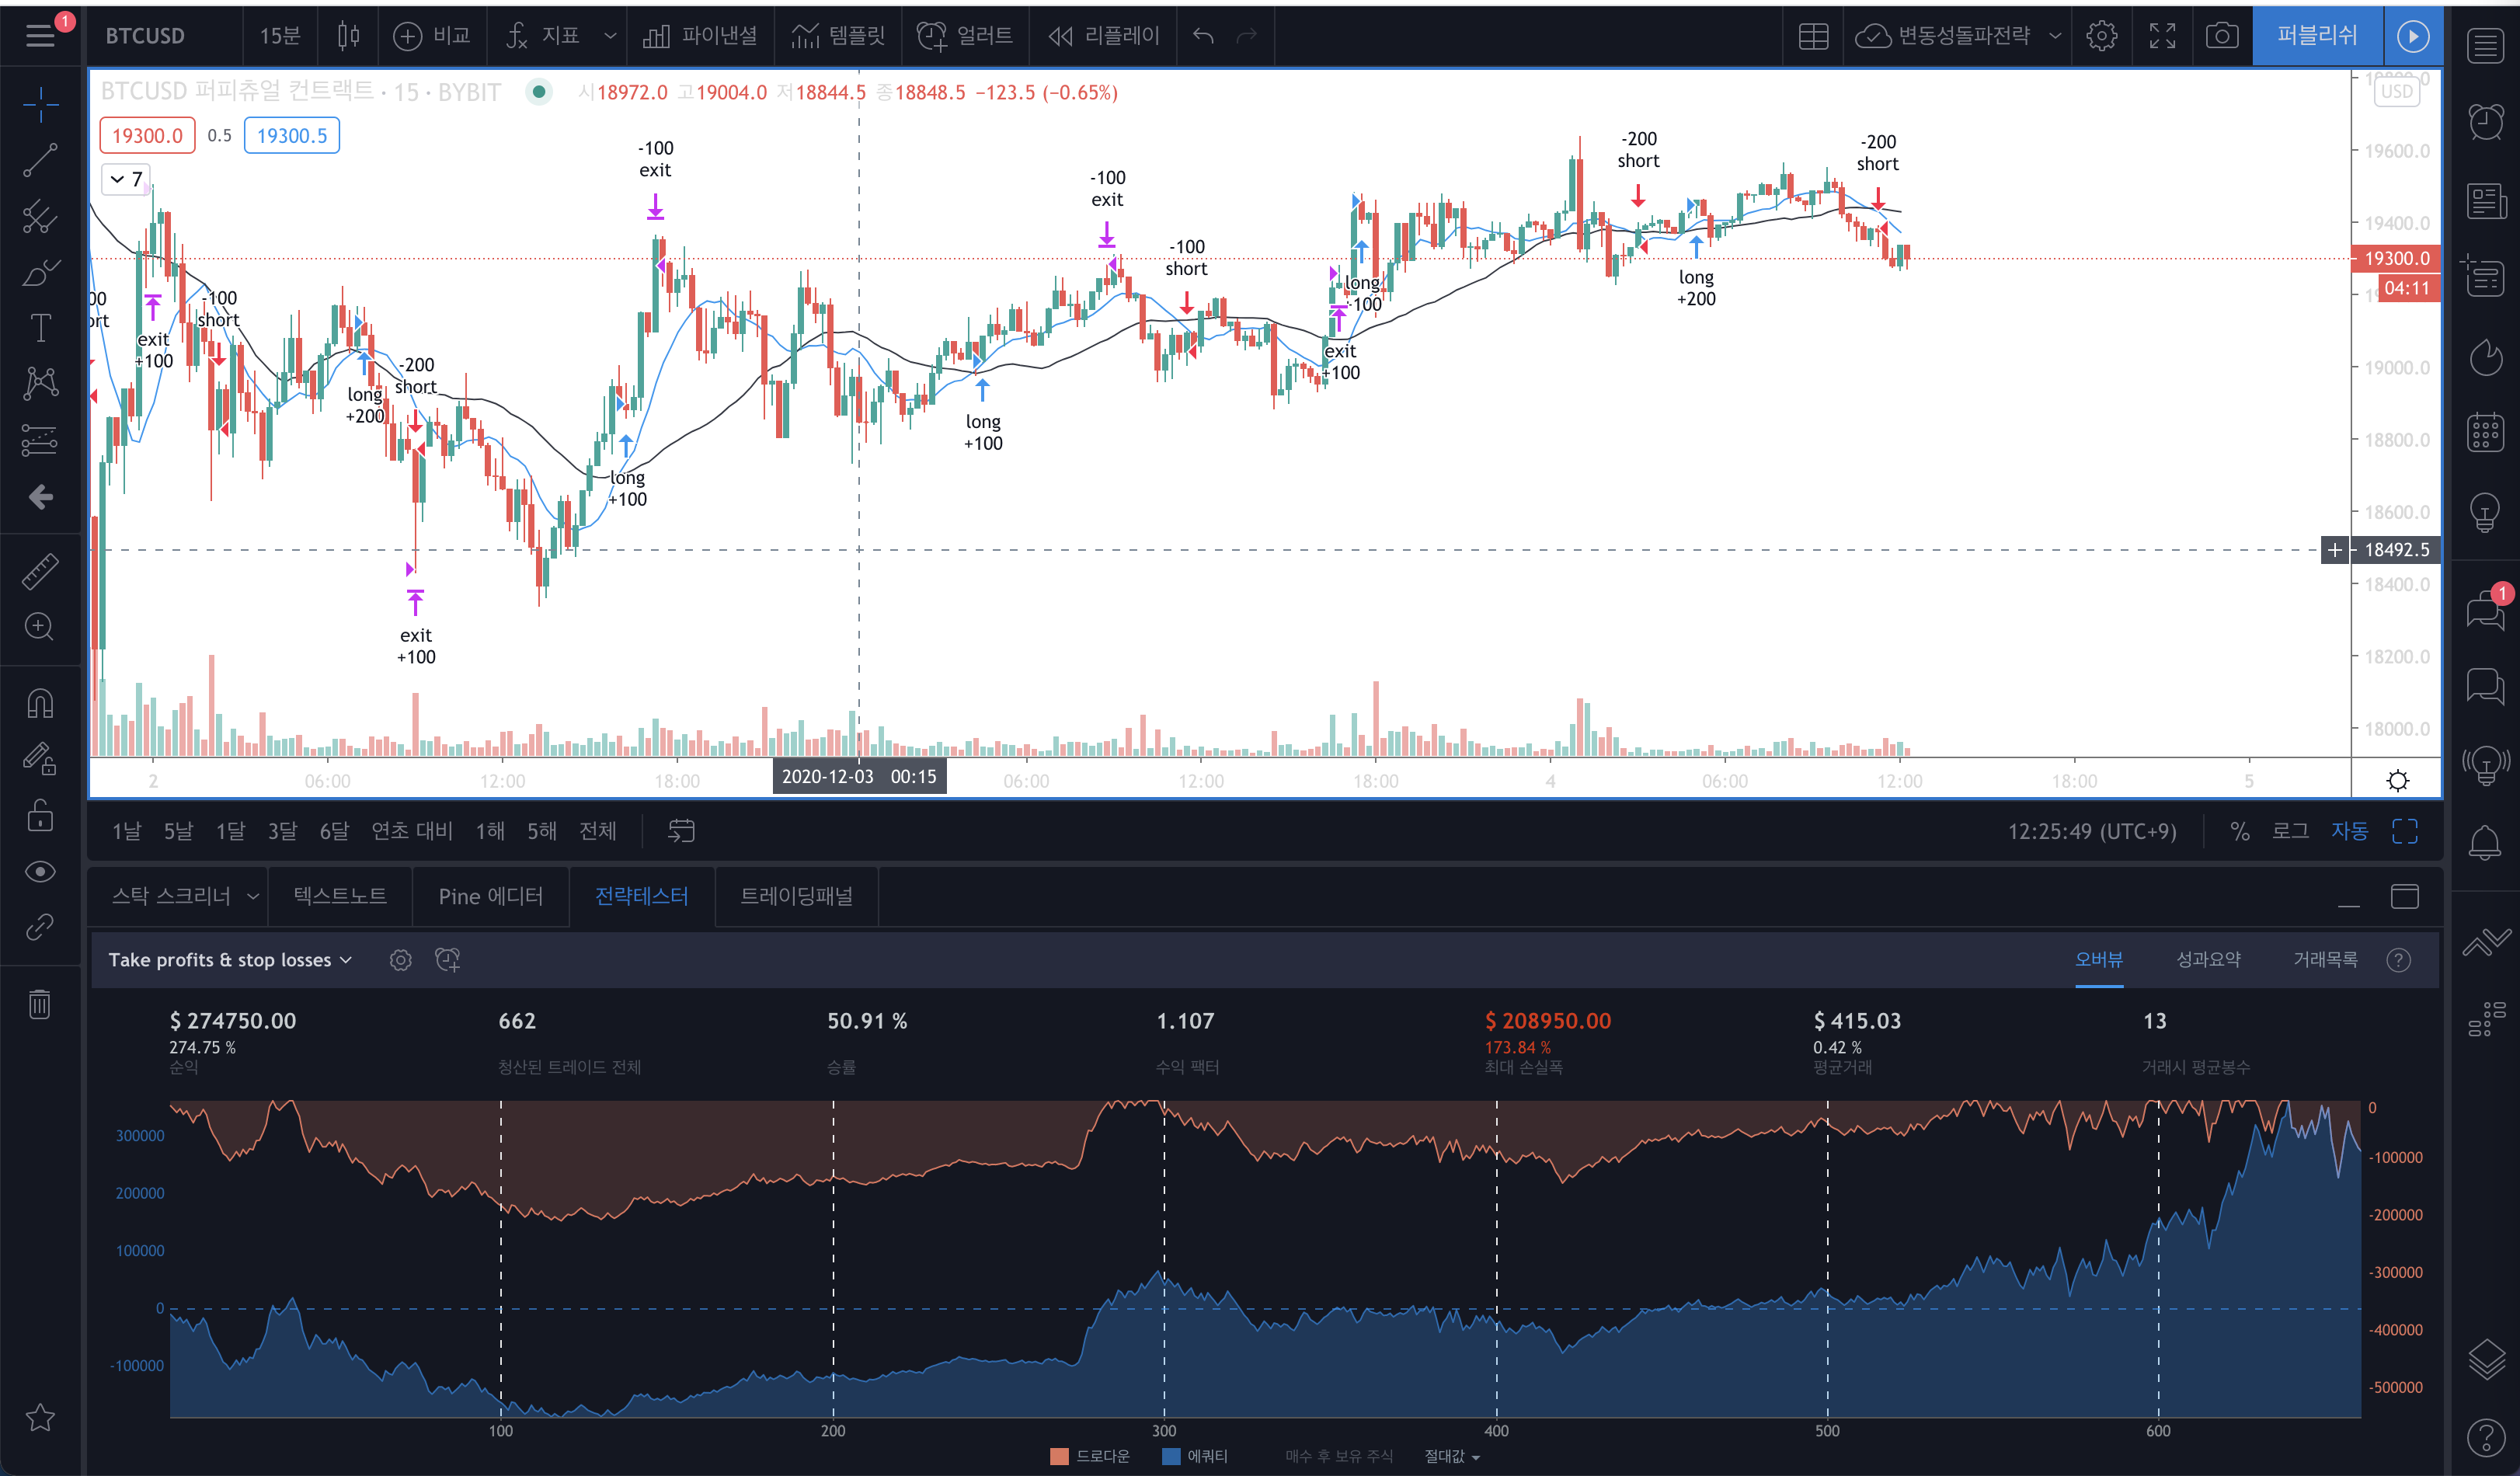 1
BTCUSD 15분 비교 지표 파이낸셜 템플릿 얼러트 리플레이 변동성돌파전략 퍼블리쉬
BTCUSD 퍼피츄얼 컨트랙트 · 15 · BYBIT 시18972.0 고19004.0 저18844.5 종18848.5 −123.5 (−0.65%)
19300.0 0.5 19300.5
7
USD
19600.0
19400.0
19300.0
04:11
19000.0
18800.0
18600.0
18492.5
18400.0
18200.0
18000.0
exit
+100
-100
short
long
+200
-200
short
exit
+100
long
+100
-100
exit
long
+100
-100
exit
-100
short
exit
+100
long
+100
-200
short
long
+200
-200
short
2 06:00 12:00 18:00 2020-12-03 00:15 06:00 12:00 18:00 4 06:00 12:00 18:00 5
1날 5날 1달 3달 6달 연초 대비 1해 5해 전체 12:25:49 (UTC+9) % 로그 자동
1
스탁 스크리너 텍스트노트 Pine 에디터 전략테스터 트레이딩패널
Take profits & stop losses 오버뷰 성과요약 거래목록
$ 274750.00 662 50.91 % 1.107 $ 208950.00 $ 415.03 13
274.75 % 173.84 % 0.42 %
순익 청산된 트레이드 전체 승률 수익 팩터 최대 손실폭 평균거래 거래시 평균봉수
300000
200000
100000
0
-100000
0
-100000
-200000
-300000
-400000
-500000
100 200 300 400 500 600
드로다운 에쿼티 매수 후 보유 주식 절대값